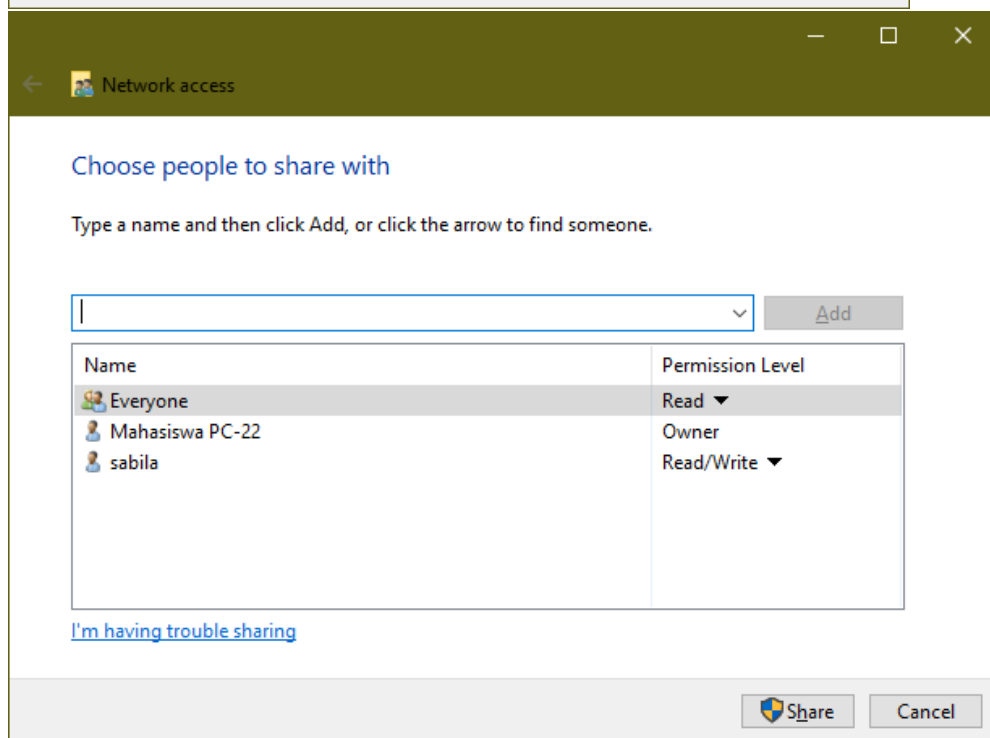 Network access
Choose people to share with
Type a name and then click Add, or click the arrow to find someone.
Add
Name Permission Level
Everyone Read
Mahasiswa PC-22 Owner
sabila Read/Write
I'm having trouble sharing
Share Cancel